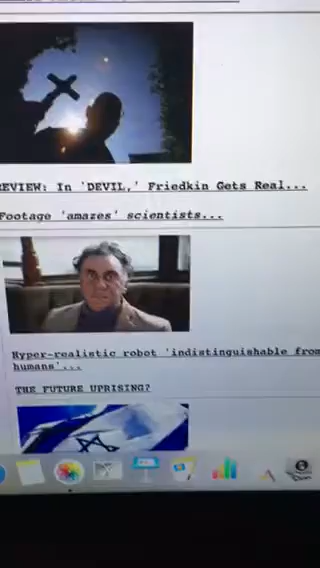 REVIEW: In 'DEVIL,' Friedkin Gets Real...
Footage 'amazes' scientists...
Hyper-realistic robot 'indistinguishable from
humans'...
THE FUTURE UPRISING?